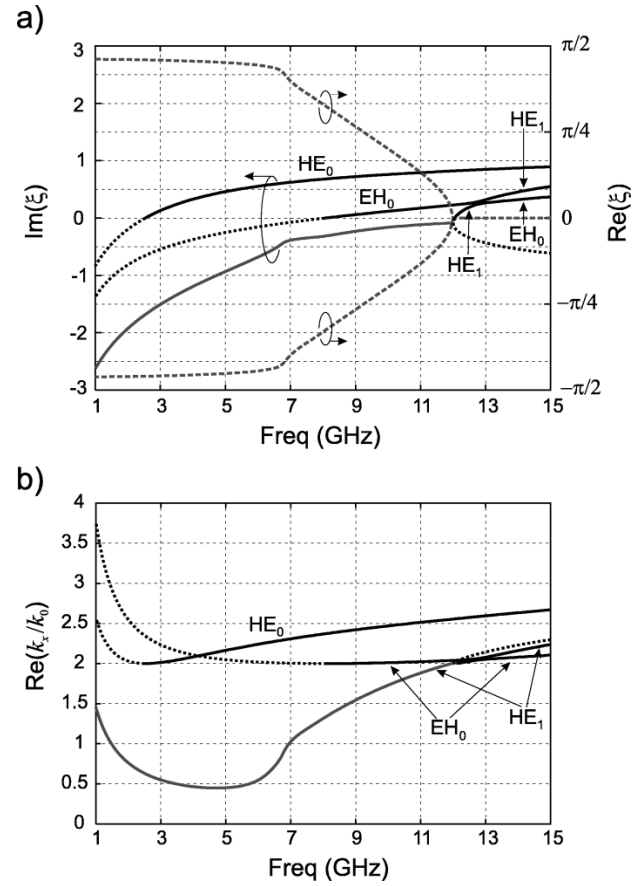 a)
3
2
1
0
-1
-2
-3
Im(ξ)
π/2
π/4
0
−π/4
−π/2
Re(ξ)
HE₀
EH₀
HE₁
HE₁
EH₀
1 3 5 7 9 11 13 15
Freq (GHz)
b)
4
3.5
3
2.5
2
1.5
1
0.5
0
Re(kₓ/k₀)
HE₀
EH₀
HE₁
1 3 5 7 9 11 13 15
Freq (GHz)